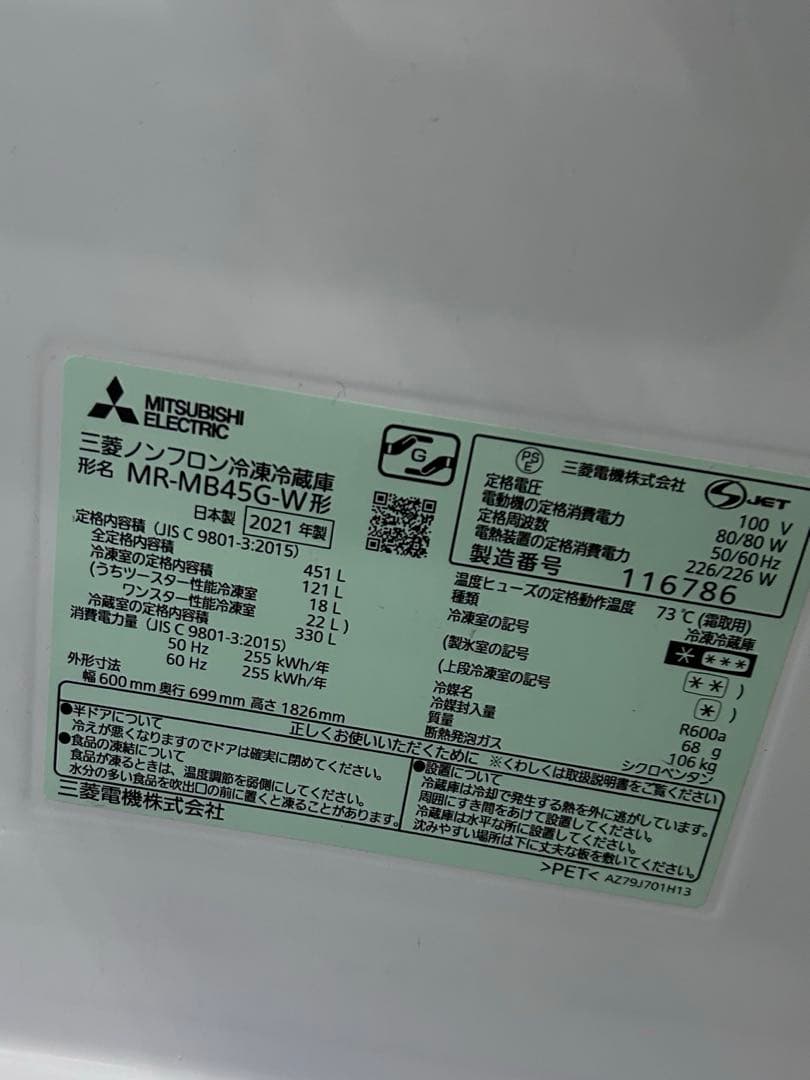 MITSUBISHI
ELECTRIC
三菱ノンフロン冷凍冷蔵庫
形名 MR-MB45G-W形
日本製 2021年製
定格内容積 (JIS C 9801-3:2015)
全定格内容積 451 L
冷凍室の定格内容積 121 L
(うちツースター性能冷凍室 18 L
ワンスター性能冷凍室 22 L)
冷蔵室の定格内容積 330 L
消費電力量 (JIS C 9801-3:2015)
50 Hz 255 kWh/年
60 Hz 255 kWh/年
外形寸法
幅 600 mm 奥行 699 mm 高さ 1826 mm
G
PS
E
三菱電機株式会社
JET
定格電圧 100 V
電動機の定格消費電力 80/80 W
定格周波数 50/60 Hz
電熱装置の定格消費電力 226/226 W
製造番号 116786
温度ヒューズの定格動作温度 73℃(霜取用)
種類 冷凍冷蔵庫
冷凍室の記号 * ***
(製氷室の記号 ** )
(上段冷凍室の記号 * )
冷媒名 R600a
冷媒封入量 68 g
質量 106 kg
断熱発泡ガス シクロペンタン
正しくお使いいただくために ※くわしくは取扱説明書をご覧ください
●半ドアについて
冷えが悪くなりますのでドアは確実に閉めてください。
●食品の凍結について
食品が凍るときは、温度調節を弱側にしてください。
水分の多い食品を吹出口の前に置くと凍ることがあります。
●設置について
冷蔵庫は冷却で発生する熱を外に逃がしています。
周囲にすき間をあけて設置してください。
冷蔵庫は水平な所に設置してください。
沈みやすい場所は下に丈夫な板を敷いてください。
三菱電機株式会社
>PET< AZ79J701H13